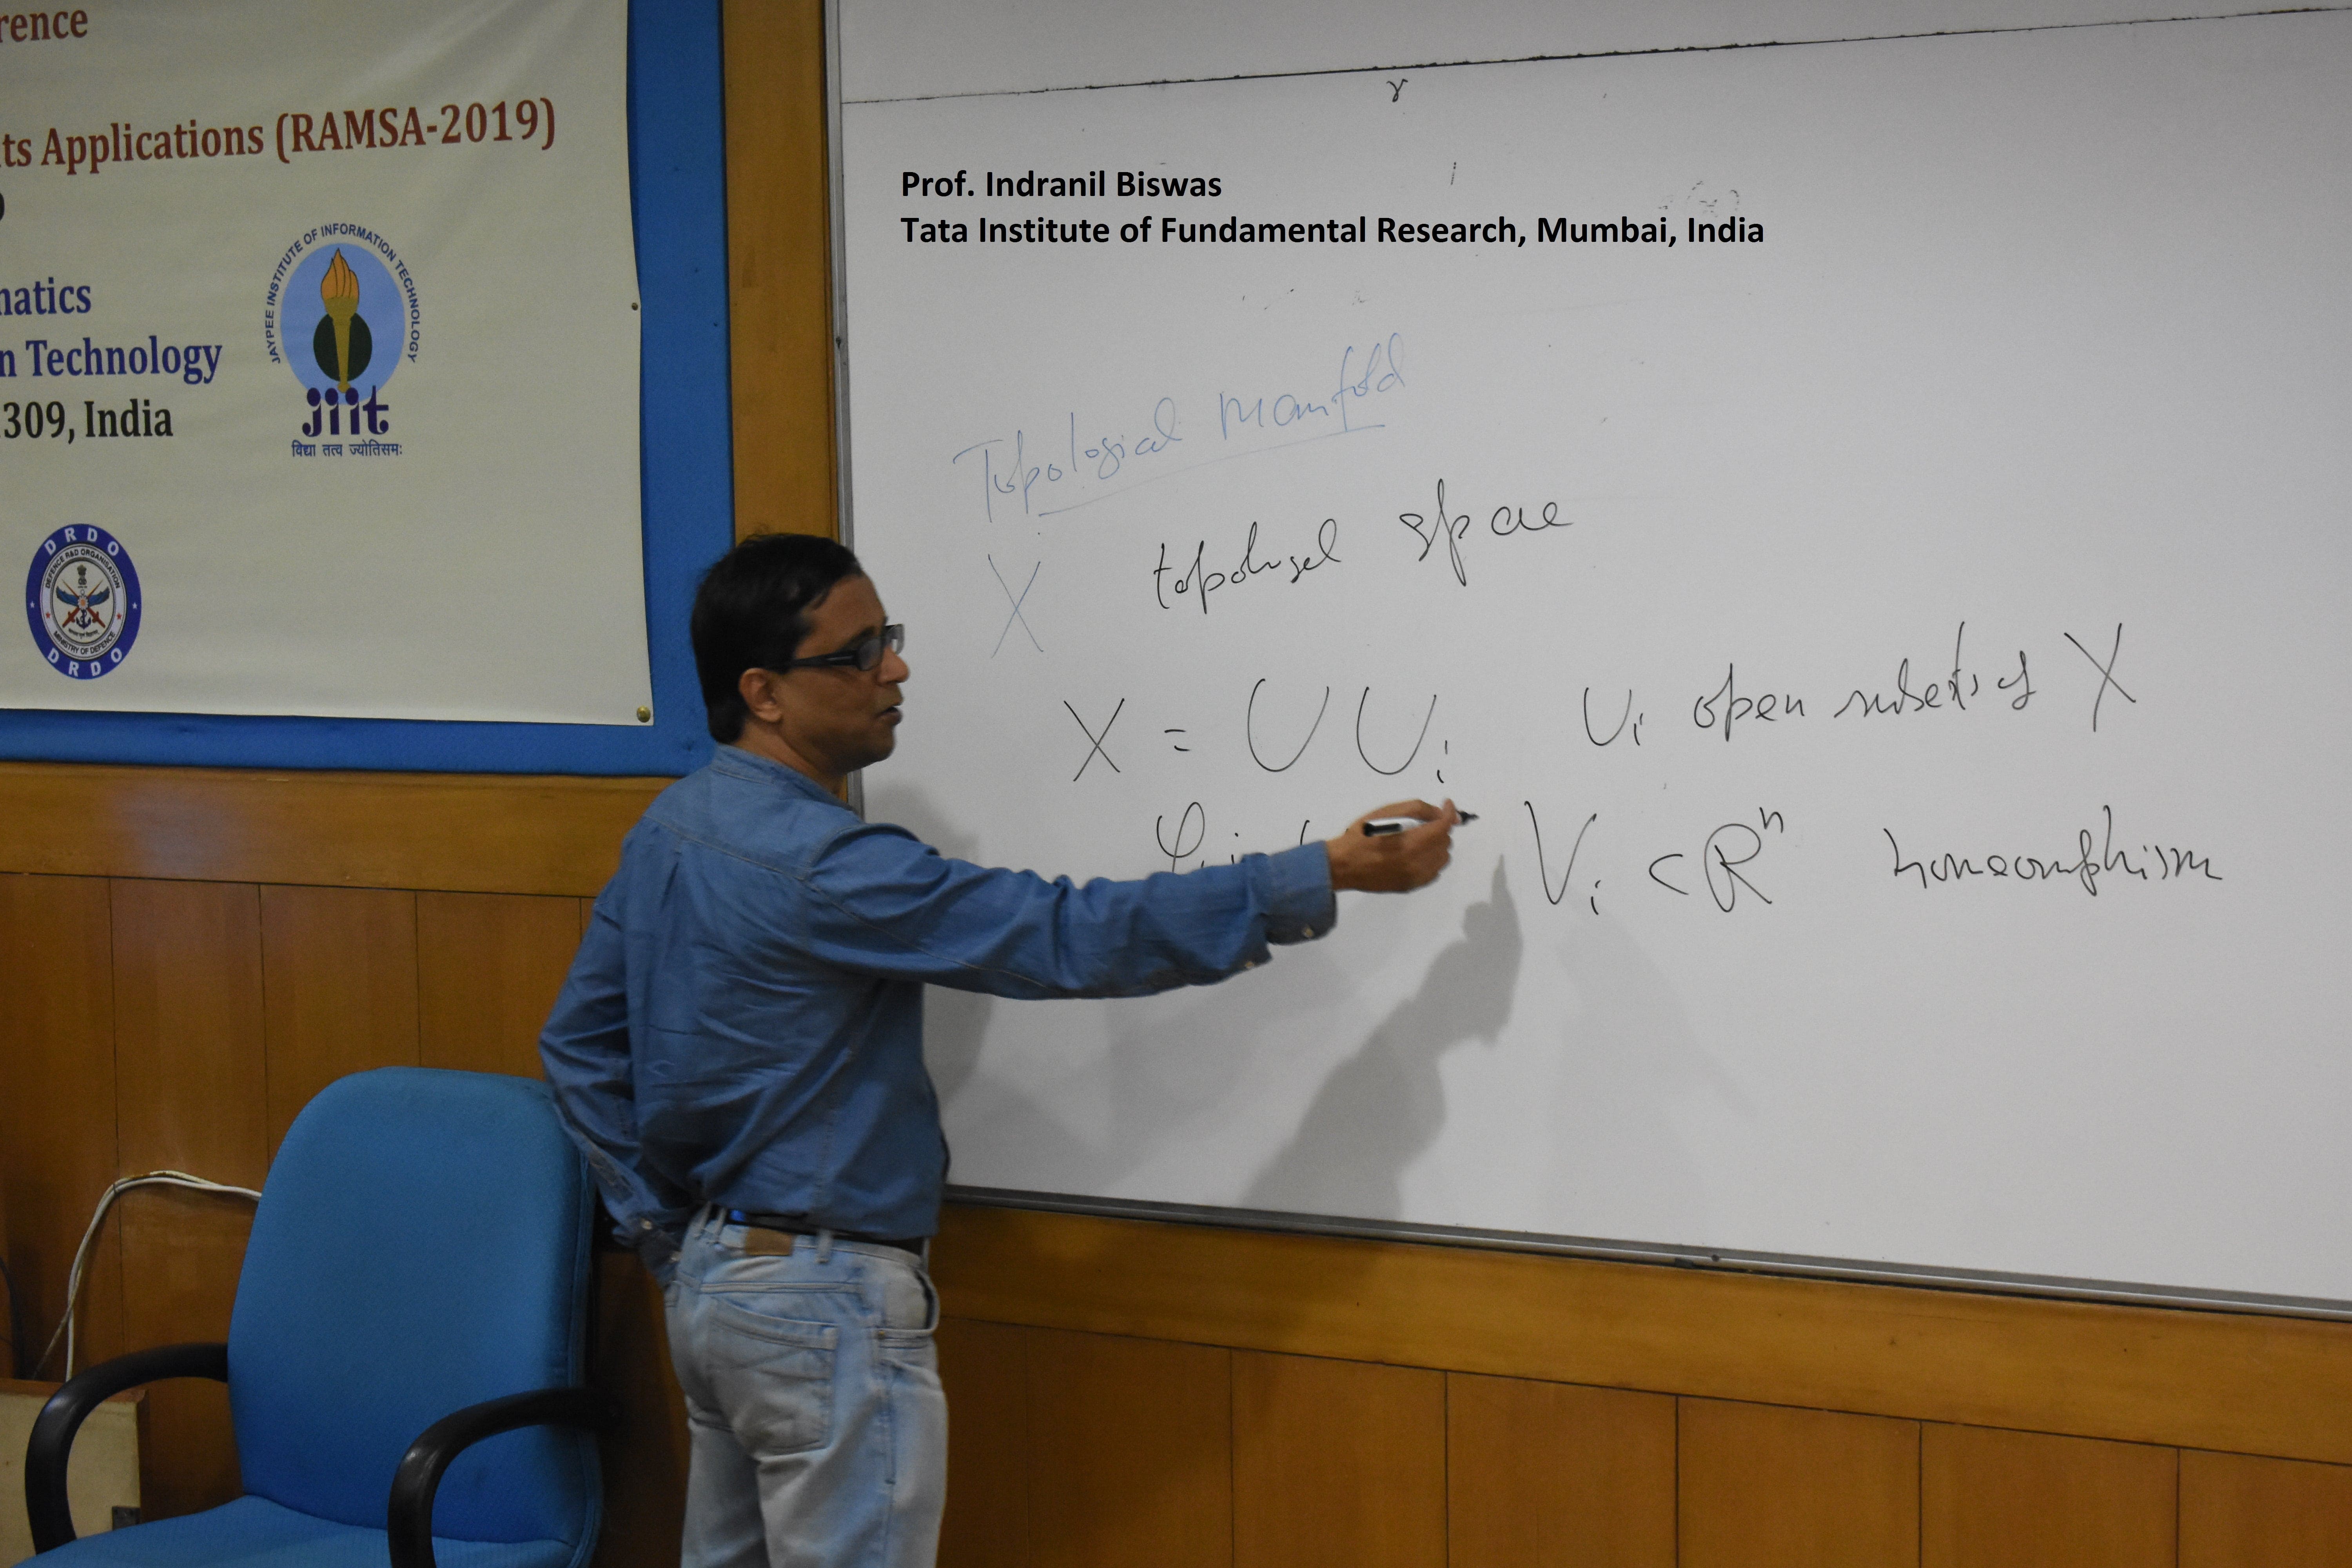 rence
ts Applications (RAMSA-2019)
matics
n Technology
309, India
JAYPEE INSTITUTE OF INFORMATION TECHNOLOGY
jiit
विद्या तत्व ज्योतिसमः
DRDO
DEFENCE R&D ORGANISATION
MINISTRY OF DEFENCE
DRDO
γ
Prof. Indranil Biswas
Tata Institute of Fundamental Research, Mumbai, India
Topological Manifold
X topological space
X = ∪ Uᵢ Uᵢ open subsets of X
φᵢ Vᵢ ⊂ Rⁿ homeomorphism